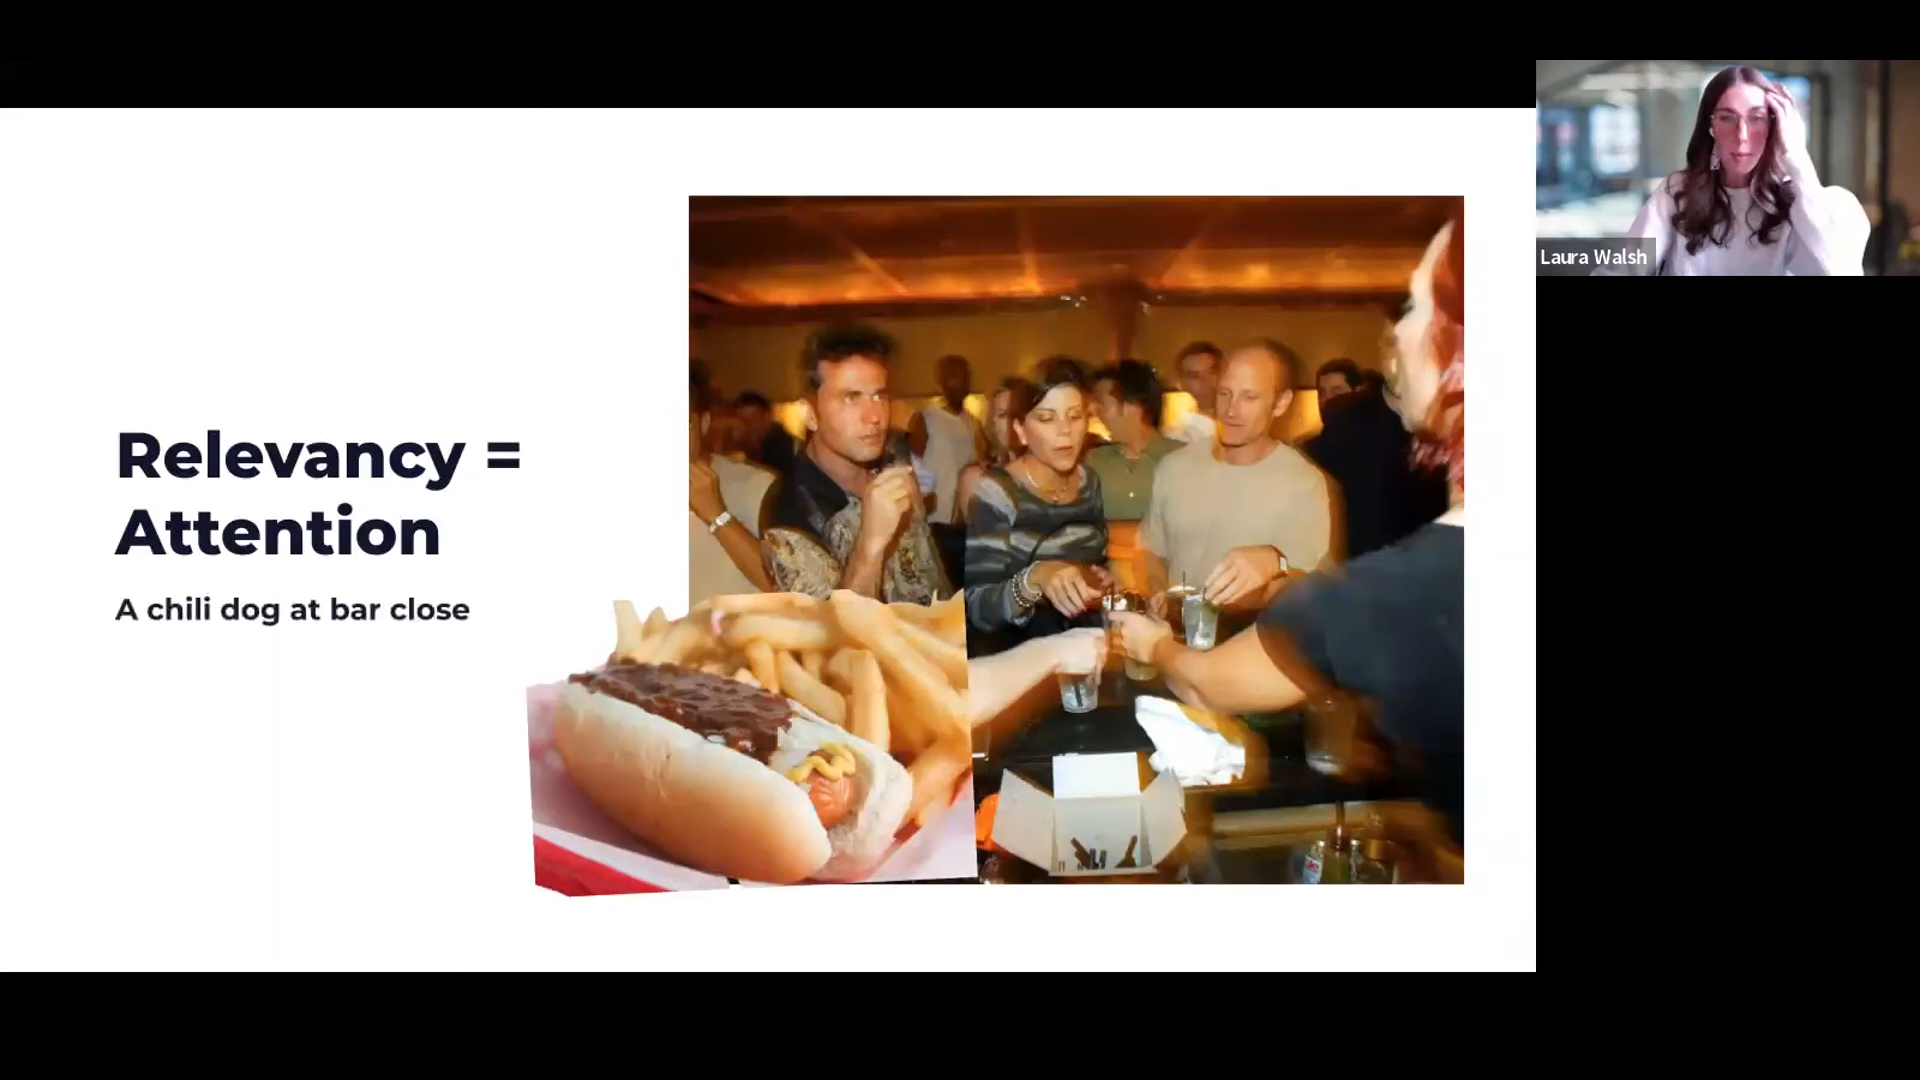 Relevancy =
Attention
A chili dog at bar close
Laura Walsh